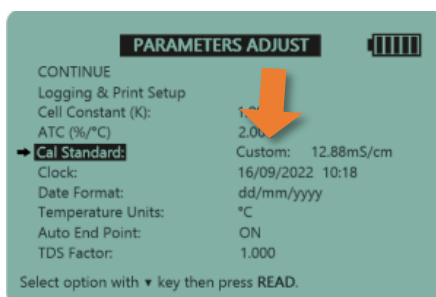 PARAMETERS ADJUST
CONTINUE
Logging & Print Setup
Cell Constant (K):
ATC (%/°C) 2.00
Cal Standard: Custom: 12.88mS/cm
Clock: 16/09/2022 10:18
Date Format: dd/mm/yyyy
Temperature Units: °C
Auto End Point: ON
TDS Factor: 1.000
Select option with ▼ key then press READ.